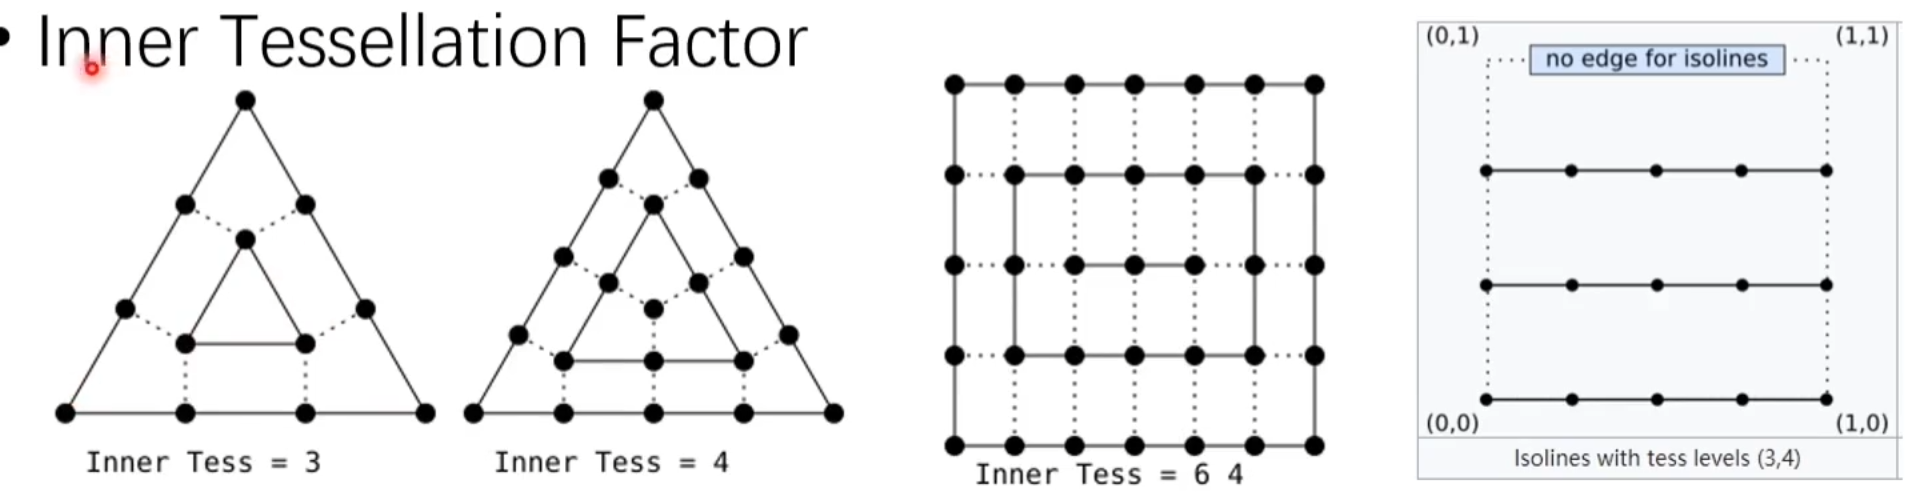 • Inner Tessellation Factor
Inner Tess = 3
Inner Tess = 4
Inner Tess = 6 4
(0,1)
(1,1)
no edge for isolines
(0,0)
(1,0)
Isolines with tess levels (3,4)